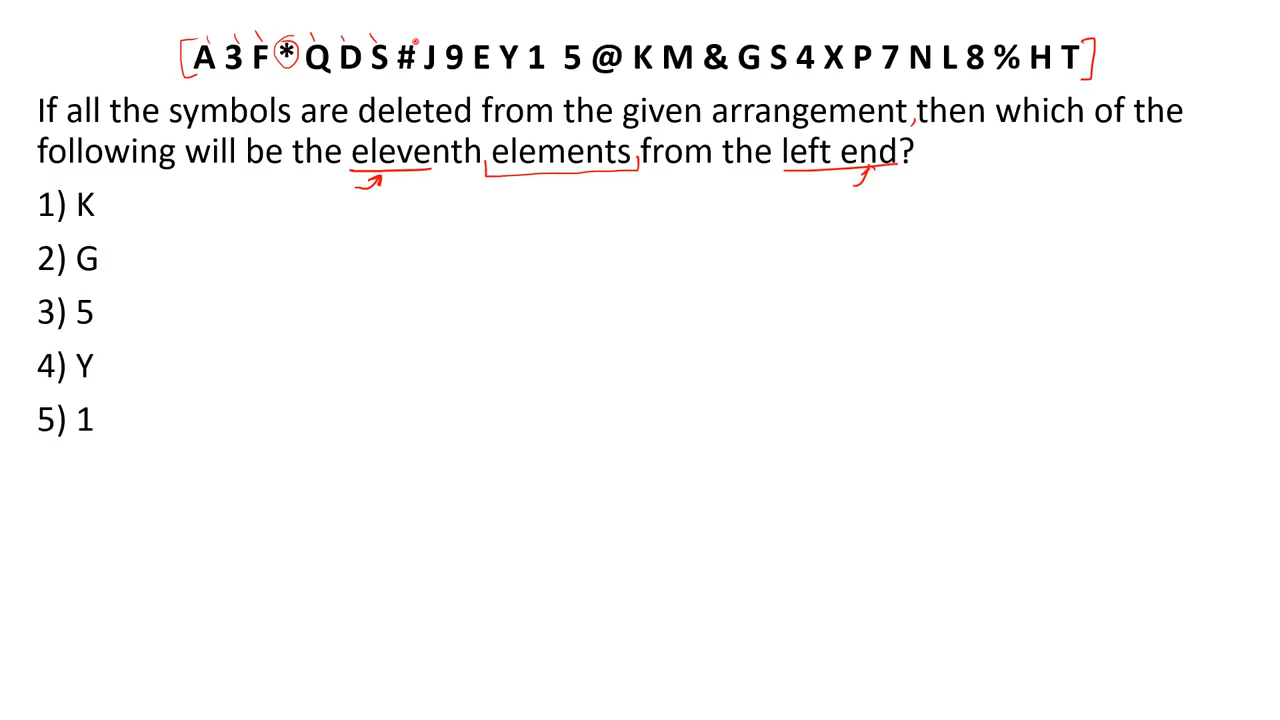 A 3 F * Q D S # J 9 E Y 1 5 @ K M & G S 4 X P 7 N L 8 % H T
If all the symbols are deleted from the given arrangement,then which of the
following will be the eleventh elements from the left end?
1) K
2) G
3) 5
4) Y
5) 1